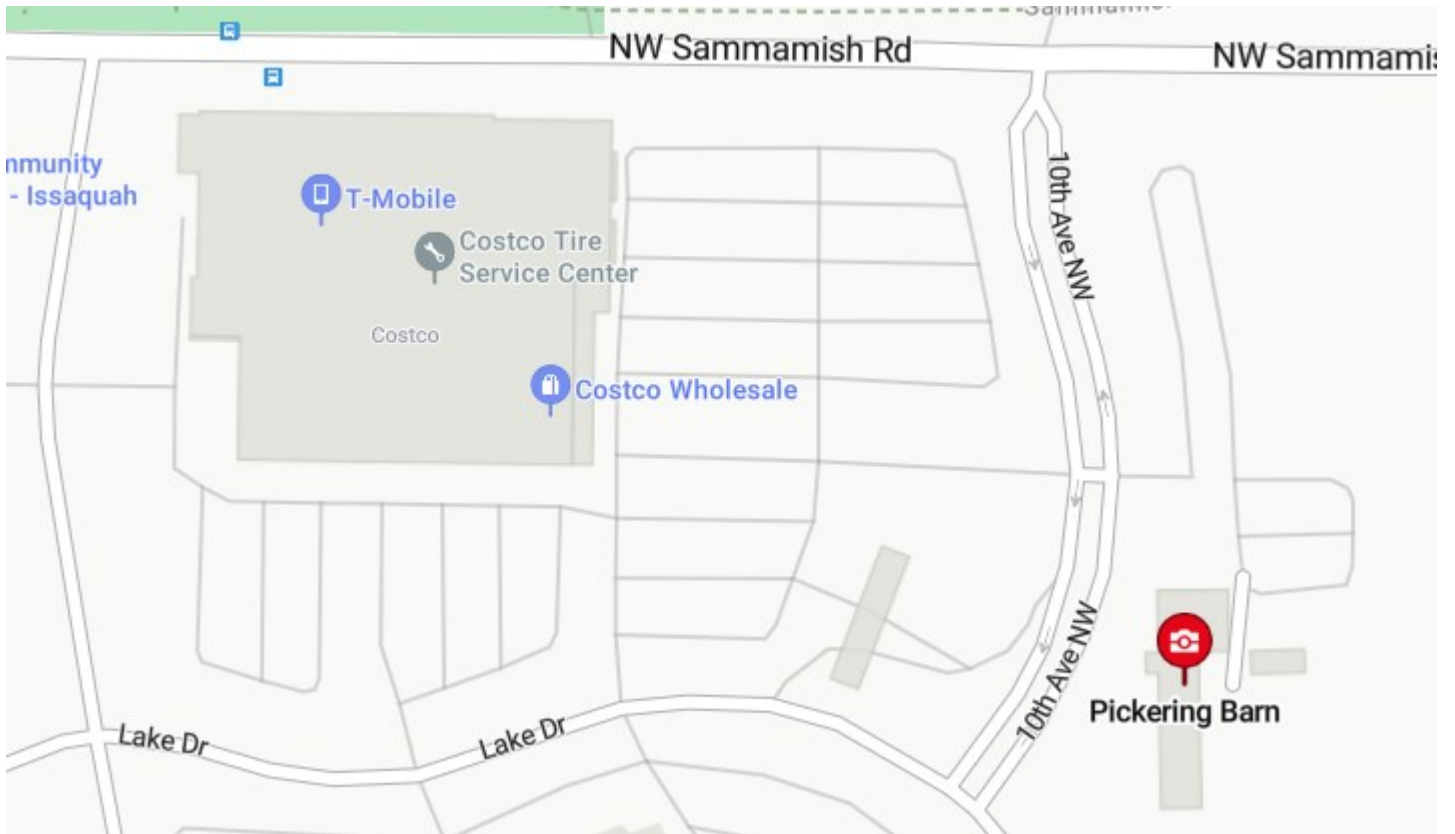 NW Sammamish Rd
NW Sammamis
mmunity
- Issaquah
T-Mobile
10th Ave NW
Costco Tire
Service Center
Costco
Costco Wholesale
10th Ave NW
Pickering Barn
Lake Dr
Lake Dr